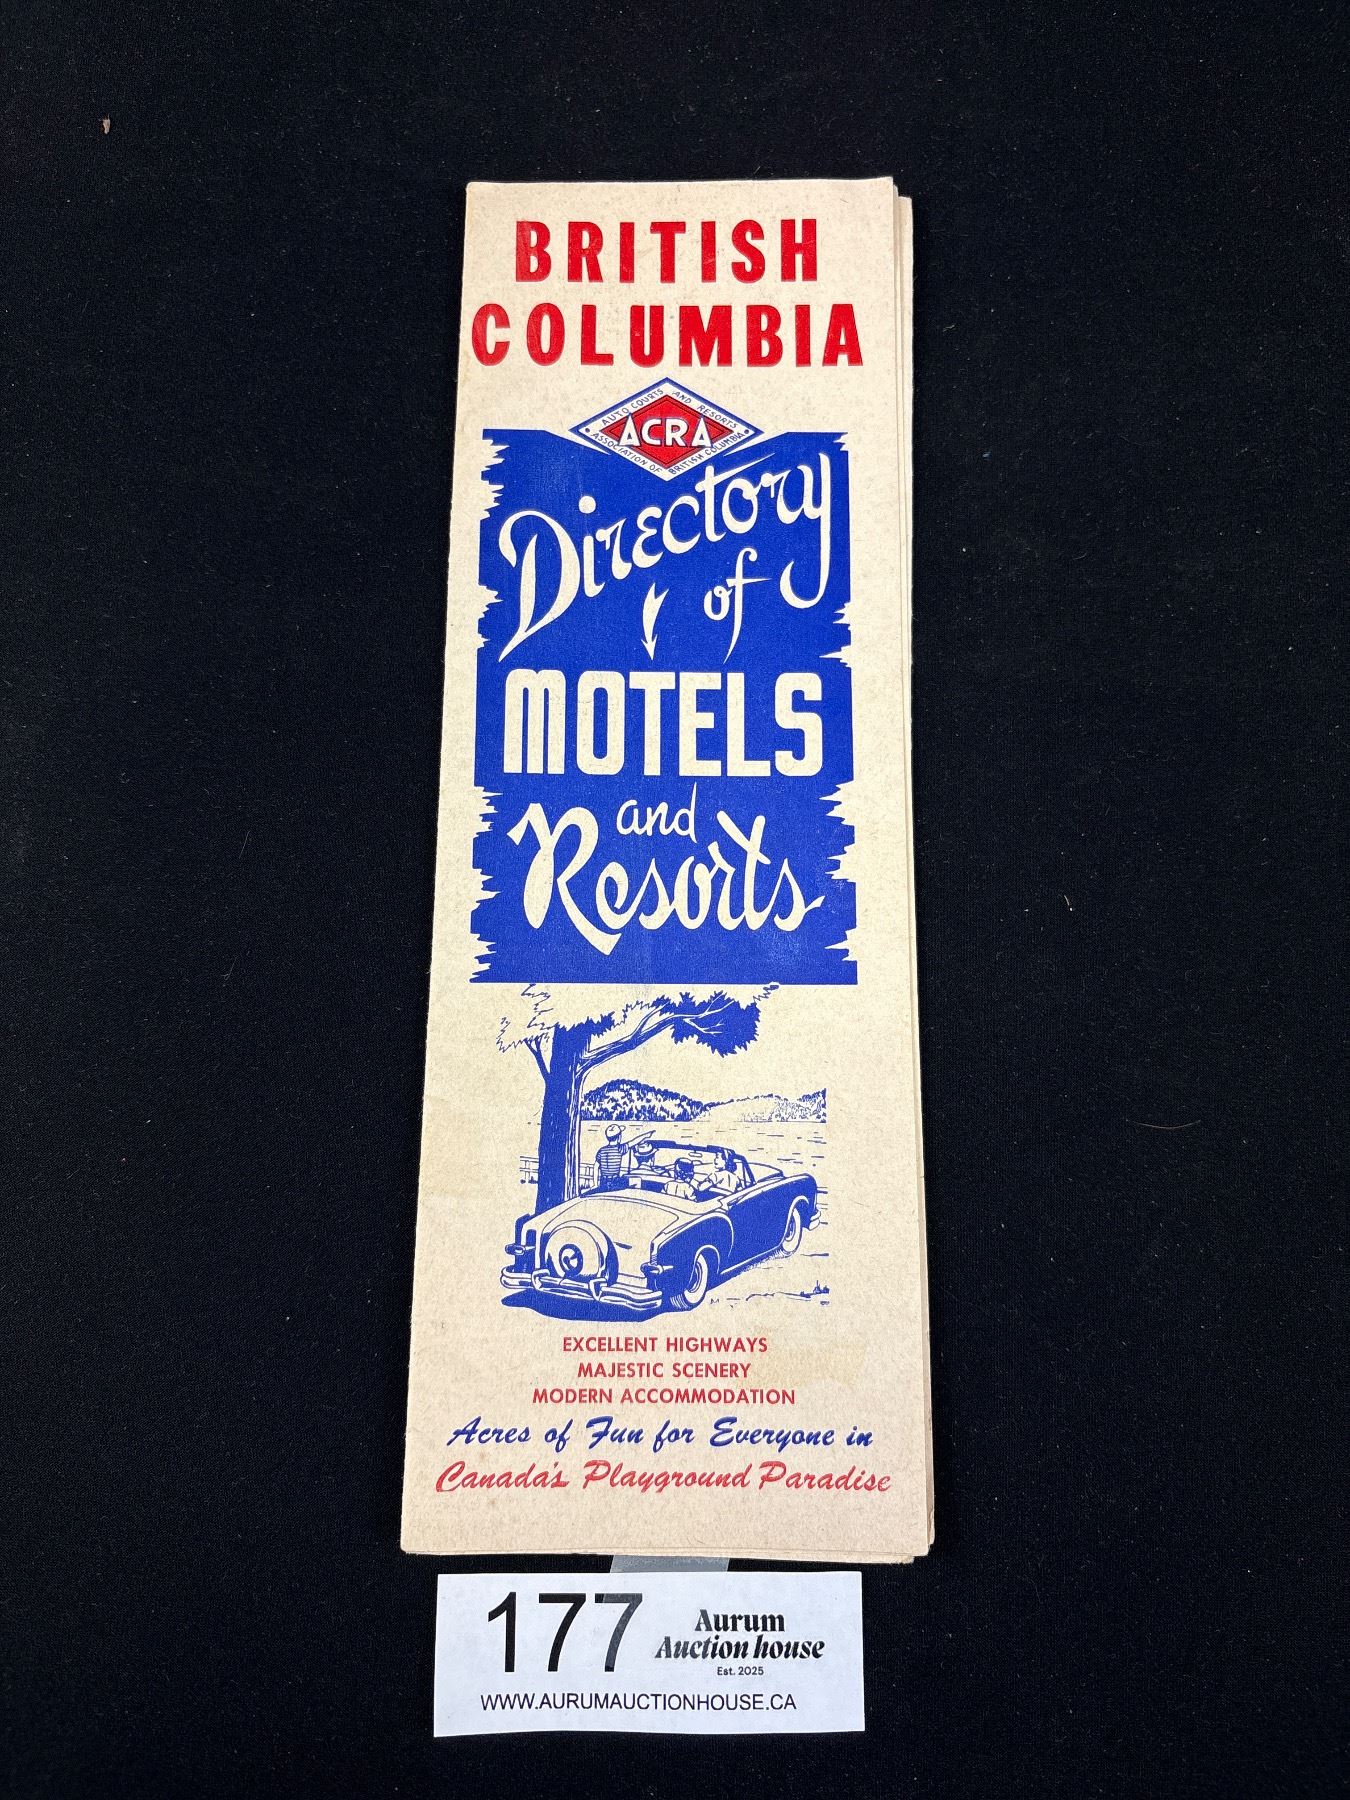 BRITISH
COLUMBIA
AUTO COURTS AND RESORTS
ACRA
ASSOCIATION OF BRITISH COLUMBIA
Directory
of
MOTELS
and
Resorts
EXCELLENT HIGHWAYS
MAJESTIC SCENERY
MODERN ACCOMMODATION
Acres of Fun for Everyone in
Canada's Playground Paradise
177
Aurum
Auction house
Est. 2025
WWW.AURUMAUCTIONHOUSE.CA